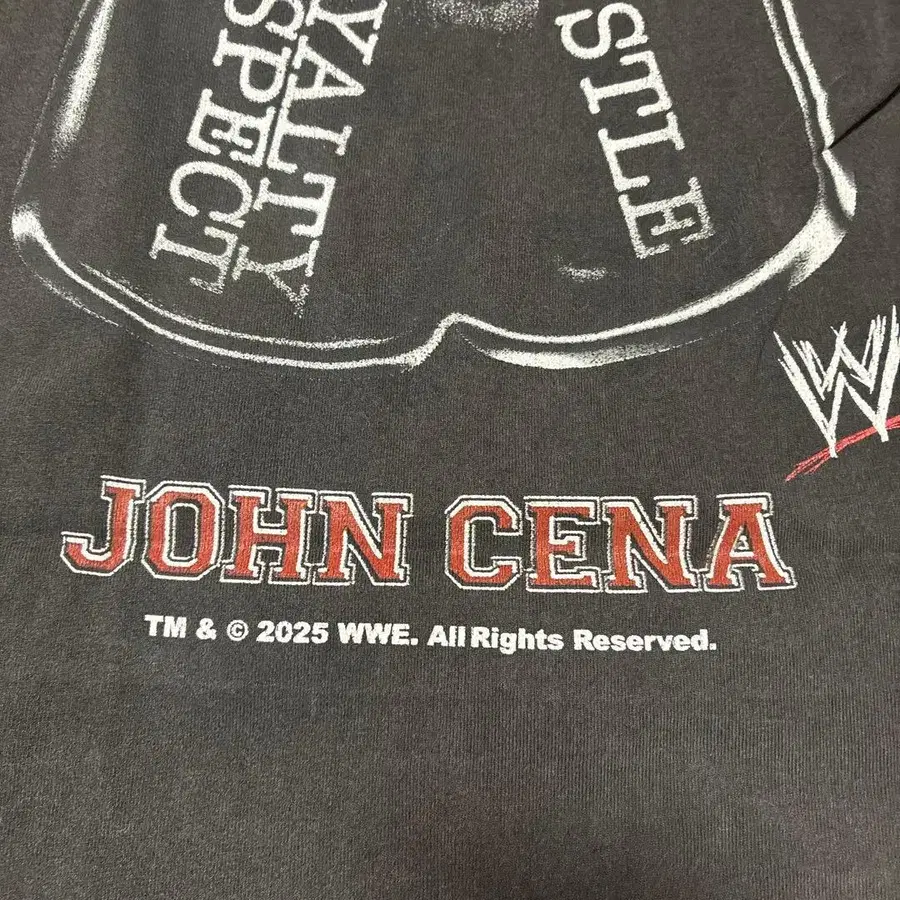 YALTY
SPECT
STLE
W
JOHN CENA
TM & © 2025 WWE. All Rights Reserved.